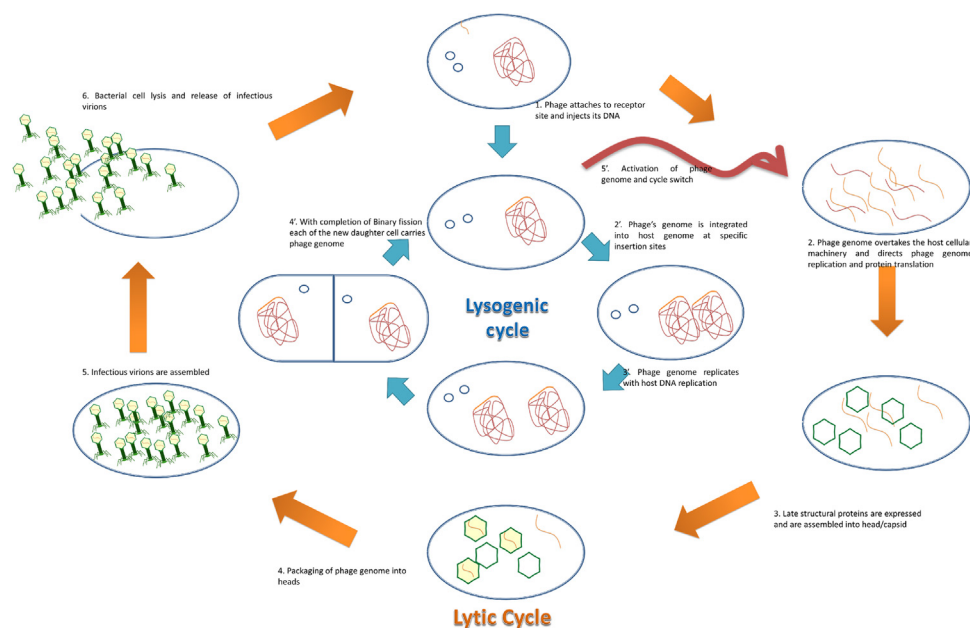 6. Bacterial cell lysis and release of infectious
virions
1. Phage attaches to receptor
site and injects its DNA
5'. Activation of phage
genome and cycle switch
4'. With completion of Binary fission
each of the new daughter cell carries
phage genome
2'. Phage's genome is integrated
into host genome at specific
insertion sites
2. Phage genome overtakes the host cellular
machinery and directs phage genome
replication and protein translation
Lysogenic
cycle
3'. Phage genome replicates
with host DNA replication
5. Infectious virions are assembled
3. Late structural proteins are expressed
and are assembled into head/capsid
4. Packaging of phage genome into
heads
Lytic Cycle